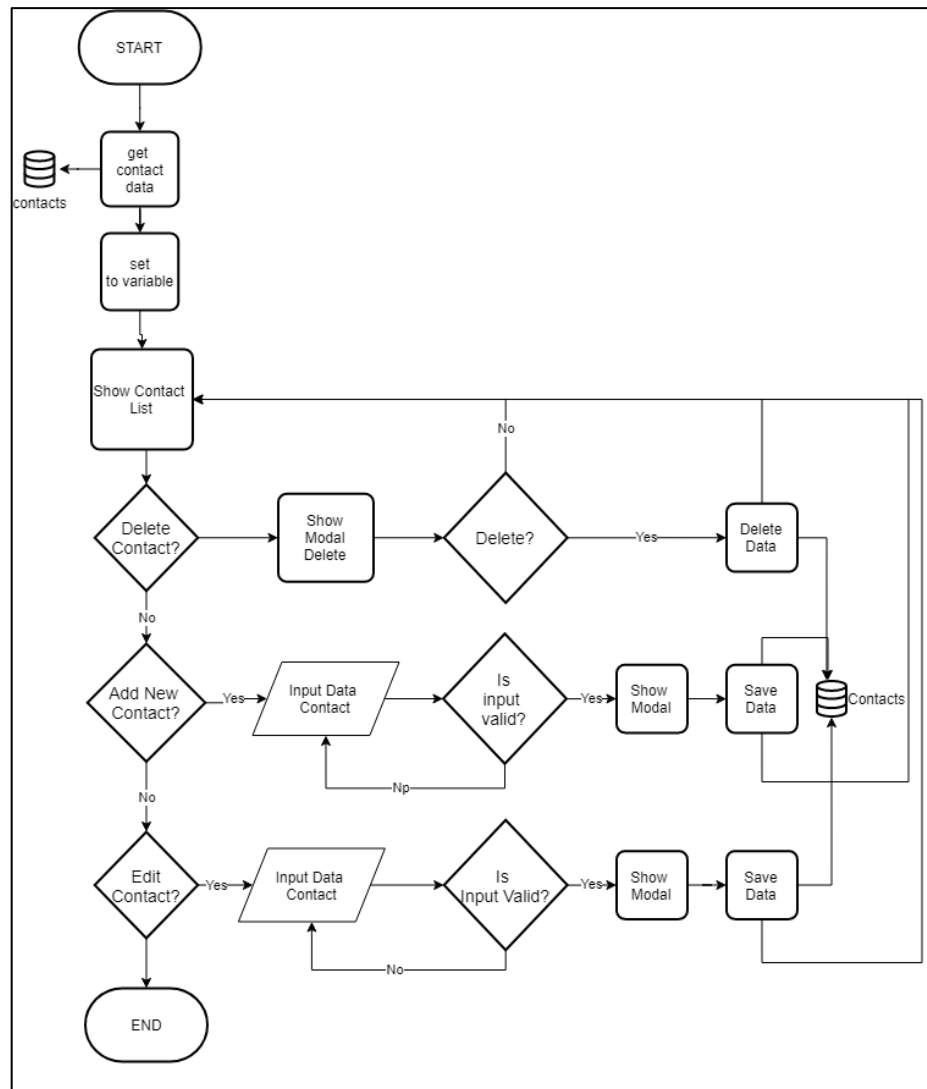 START
get
contact
data
contacts
set
to variable
Show Contact
List
No
Delete
Contact?
Show
Modal
Delete
Delete?
Yes
Delete
Data
No
Add New
Contact?
Yes
Input Data
Contact
Is
input
valid?
Yes
Show
Modal
Save
Data
Contacts
Np
No
Edit
Contact?
Yes
Input Data
Contact
Is
Input Valid?
Yes
Show
Modal
Save
Data
No
END